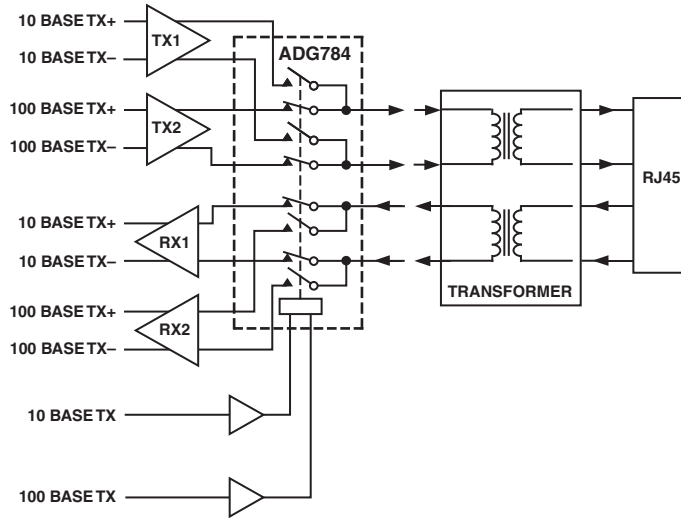 10 BASE TX+
TX1
10 BASE TX–
ADG784
100 BASE TX+
TX2
100 BASE TX–
RJ45
10 BASE TX+
RX1
10 BASE TX–
TRANSFORMER
100 BASE TX+
RX2
100 BASE TX–
10 BASE TX
100 BASE TX